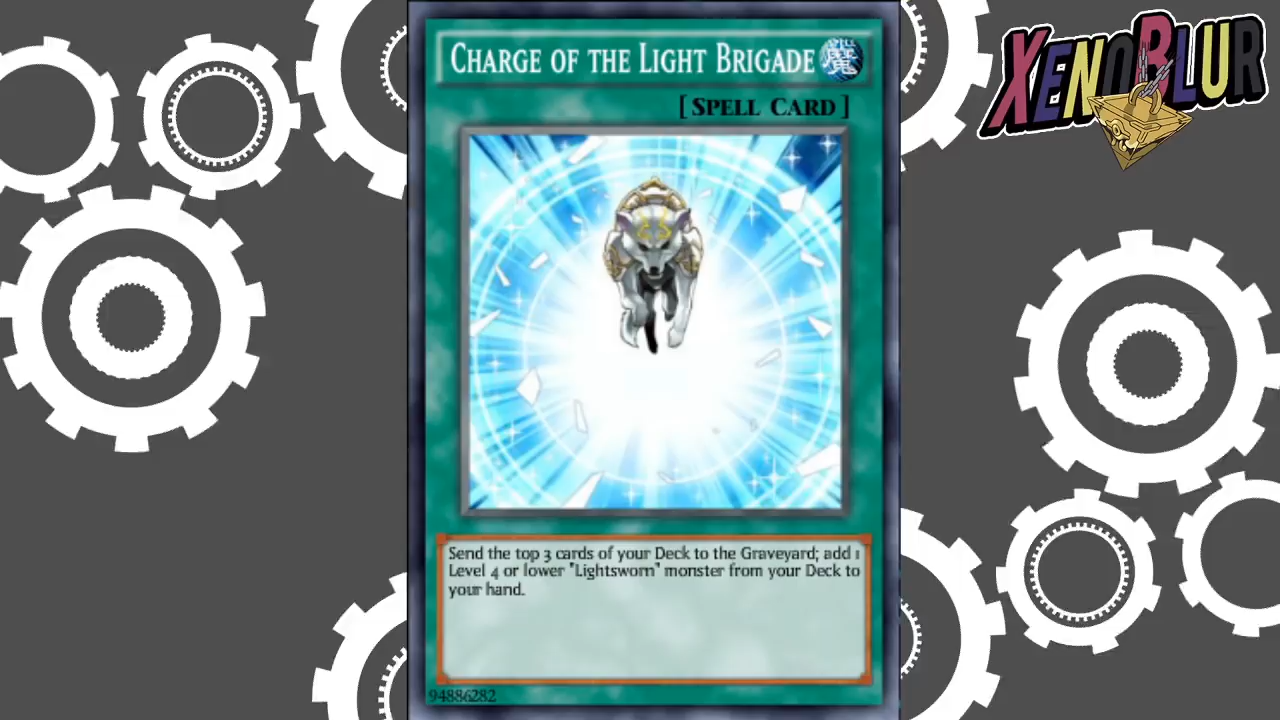 XENOBLUR
CHARGE OF THE LIGHT BRIGADE 魔
[SPELL CARD]
Send the top 3 cards of your Deck to the Graveyard; add 1
Level 4 or lower "Lightsworn" monster from your Deck to
your hand.
94886282